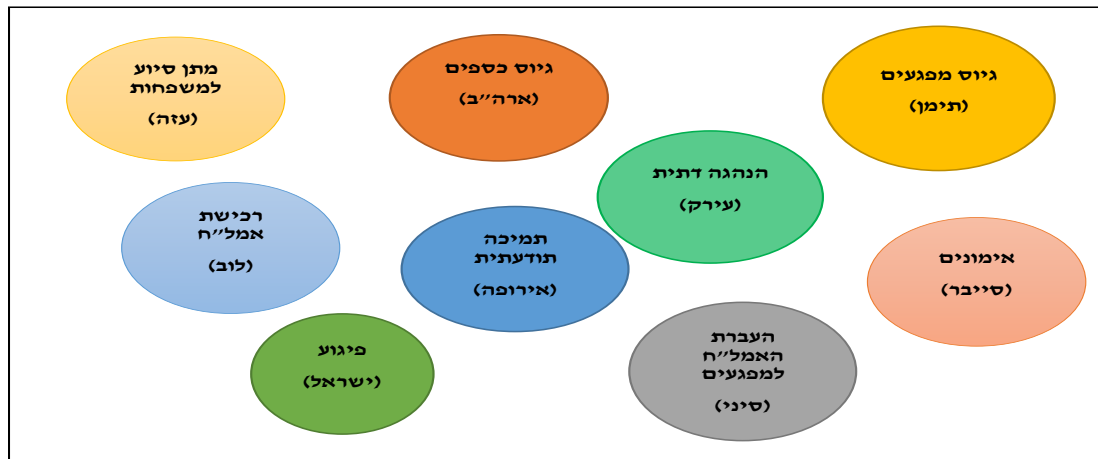 גיוס מפגעים
(תימן)
גיוס כספים
(ארה״ב)
מתן סיוע
למשפחות
(עזה)
הנהגה דתית
(עירק)
רכישת
אמל״ח
(לוב)
תמיכה
תודעתית
(אירופה)
אימונים
(סייבר)
פיגוע
(ישראל)
העברת
האמל״ח
למפגעים
(סיני)